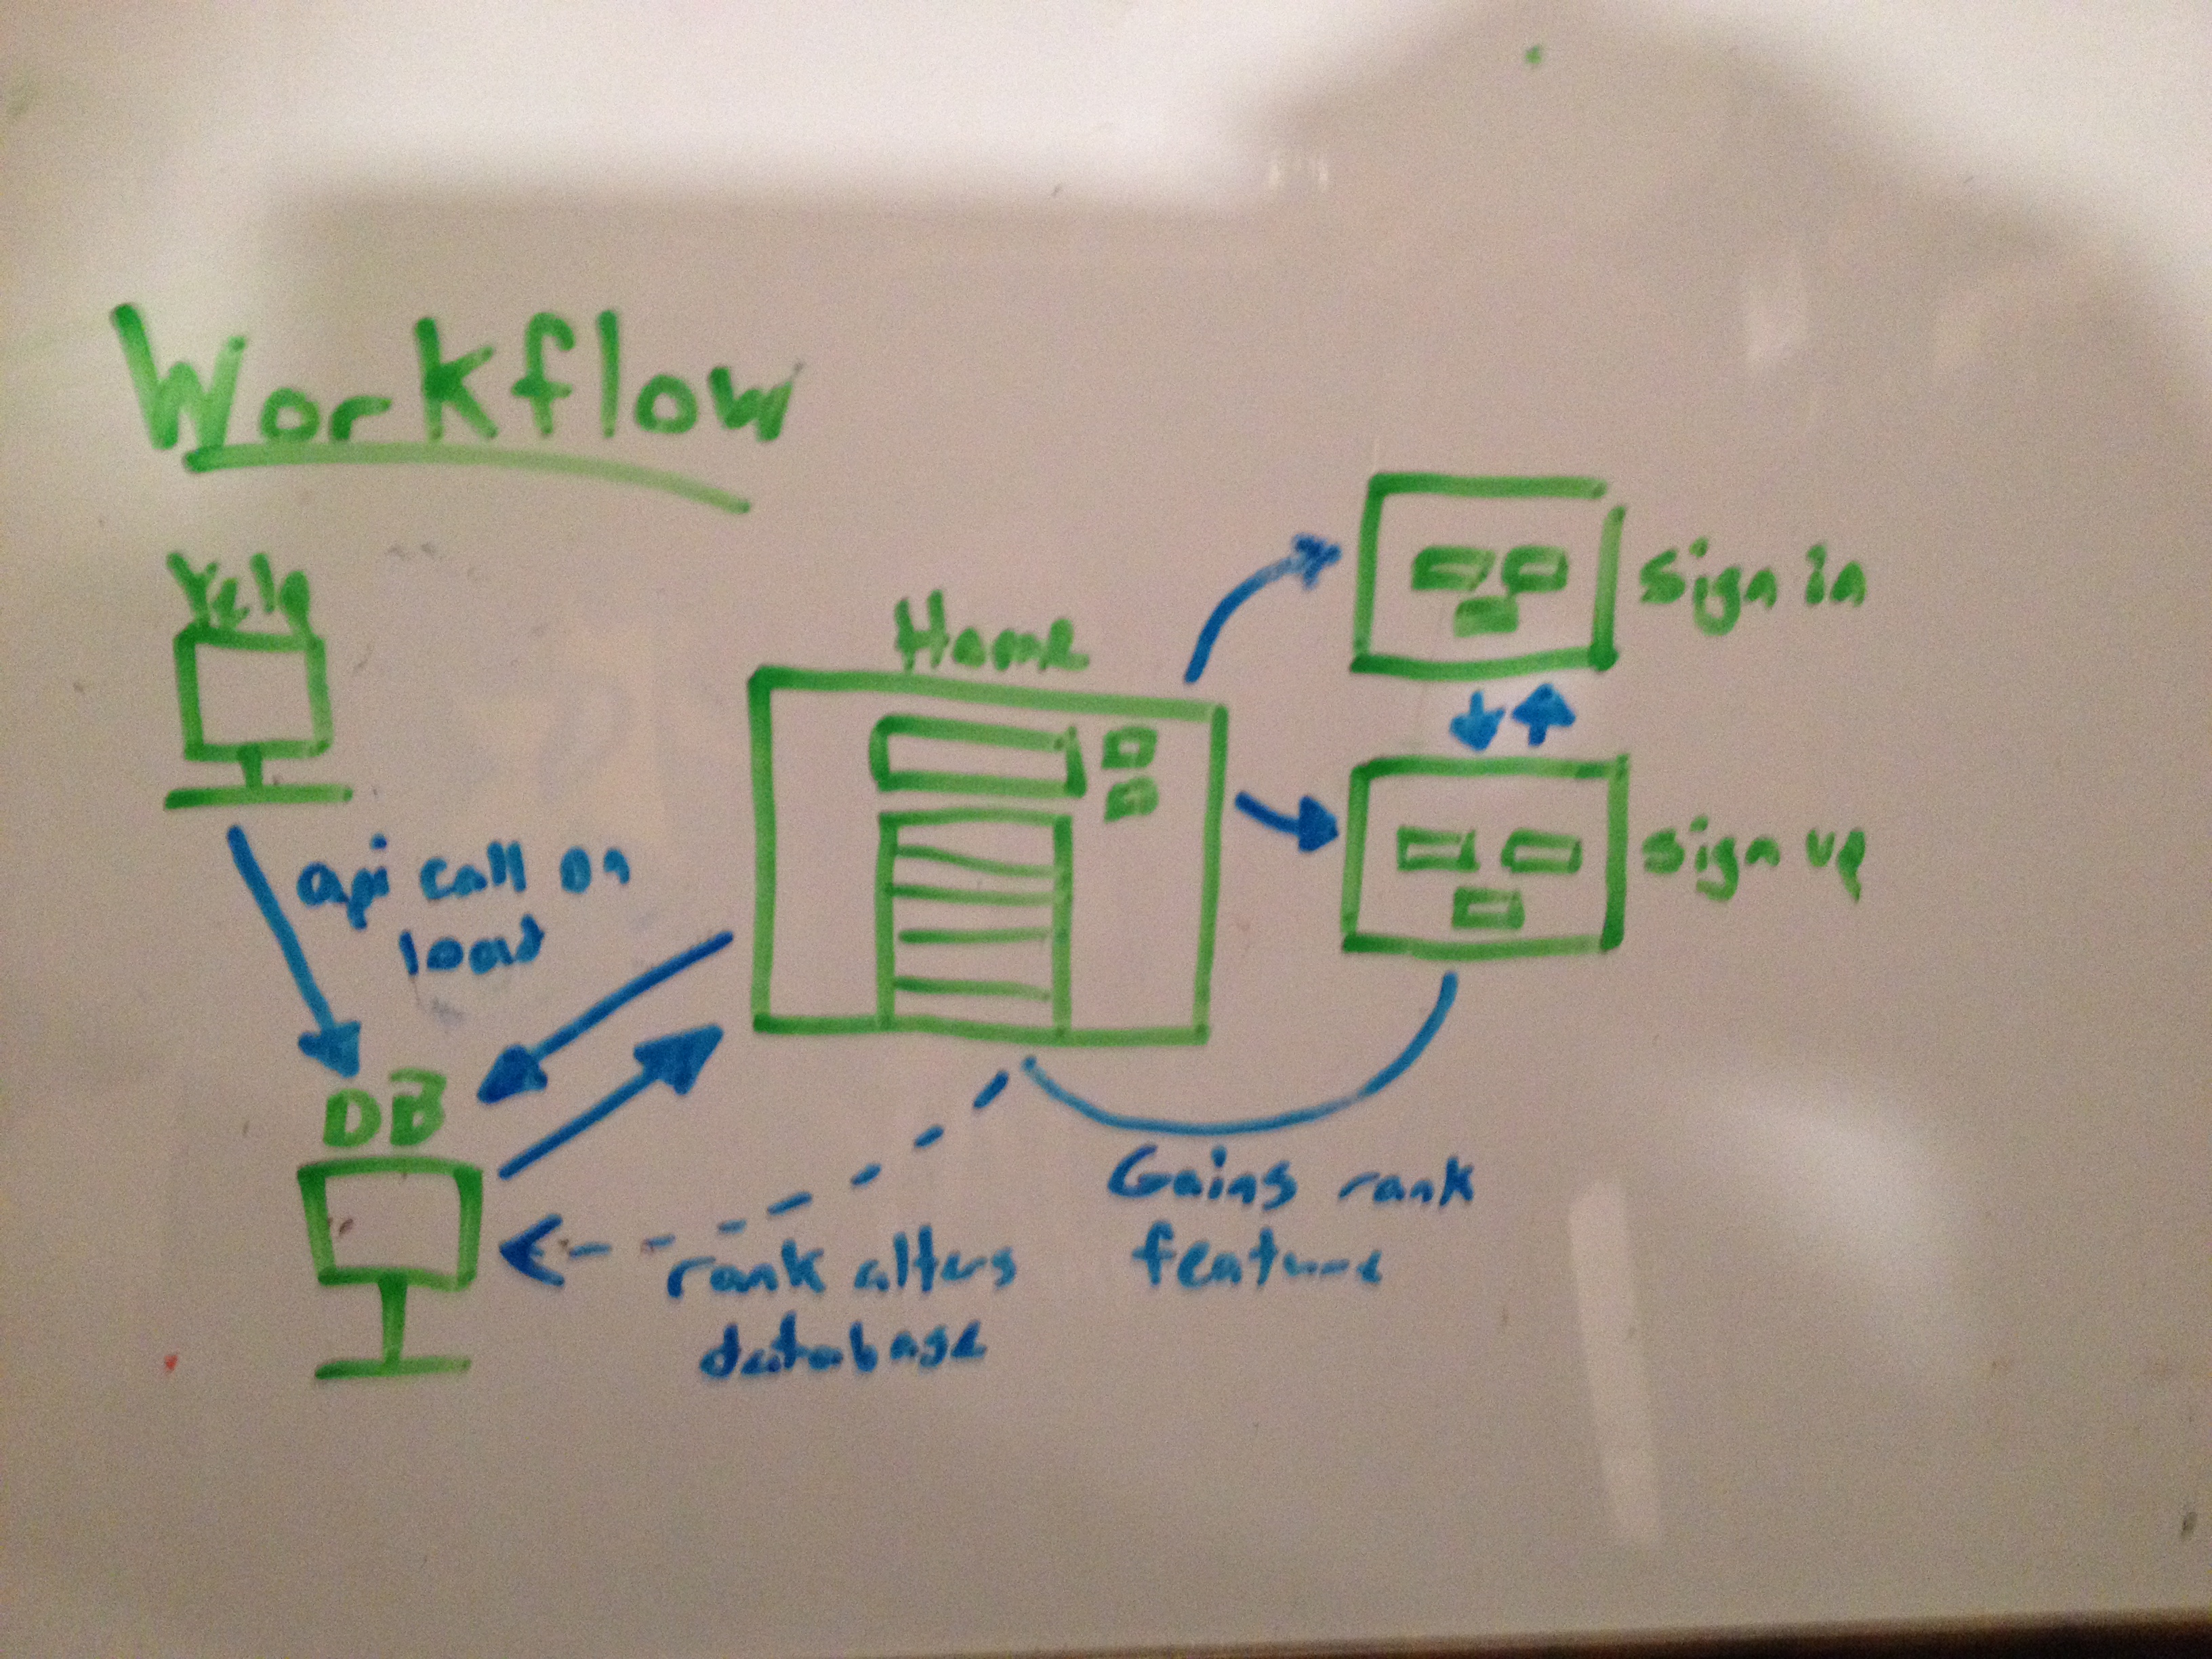 Workflow
Yelp
Home
Sign in
Sign up
api call on
load
DB
Gains rank
feature
rank alters
database